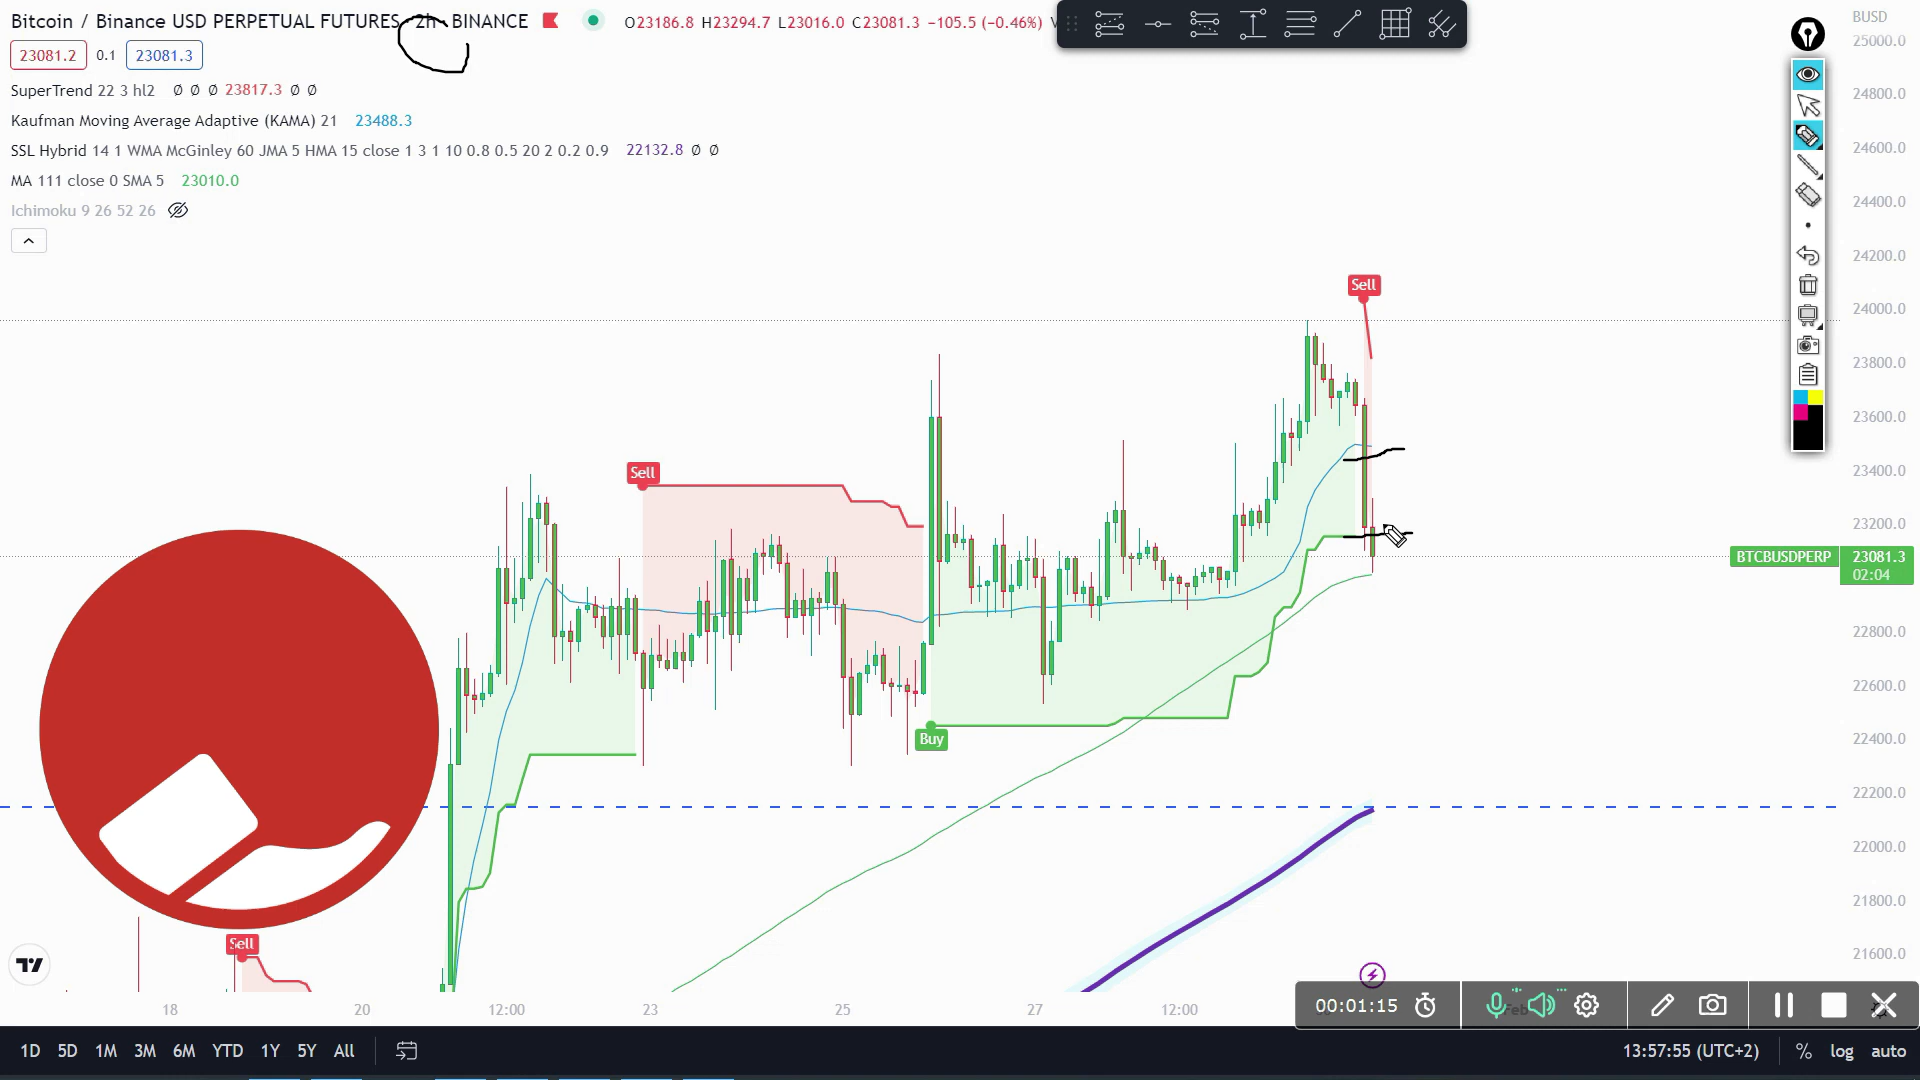 Bitcoin / Binance USD PERPETUAL FUTURES · 2h · BINANCE O23186.8 H23294.7 L23016.0 C23081.3 −105.5 (−0.46%)
23081.2 0.1 23081.3
SuperTrend 22 3 hl2 ∅ ∅ ∅ 23817.3 ∅ ∅
Kaufman Moving Average Adaptive (KAMA) 21 23488.3
SSL Hybrid 14 1 WMA McGinley 60 JMA 5 HMA 15 close 1 3 1 10 0.8 0.5 20 2 0.2 0.9 22132.8 ∅ ∅
MA 111 close 0 SMA 5 23010.0
Ichimoku 9 26 52 26
BUSD
25000.0
24800.0
24600.0
24400.0
24200.0
24000.0
23800.0
23600.0
23400.0
23200.0
BTCBUSDPERP 23081.3
02:04
22800.0
22600.0
22400.0
22200.0
22000.0
21800.0
21600.0
Sell
Sell
Buy
Sell
18 20 12:00 23 25 27 12:00
00:01:15
1D 5D 1M 3M 6M YTD 1Y 5Y All 13:57:55 (UTC+2) % log auto